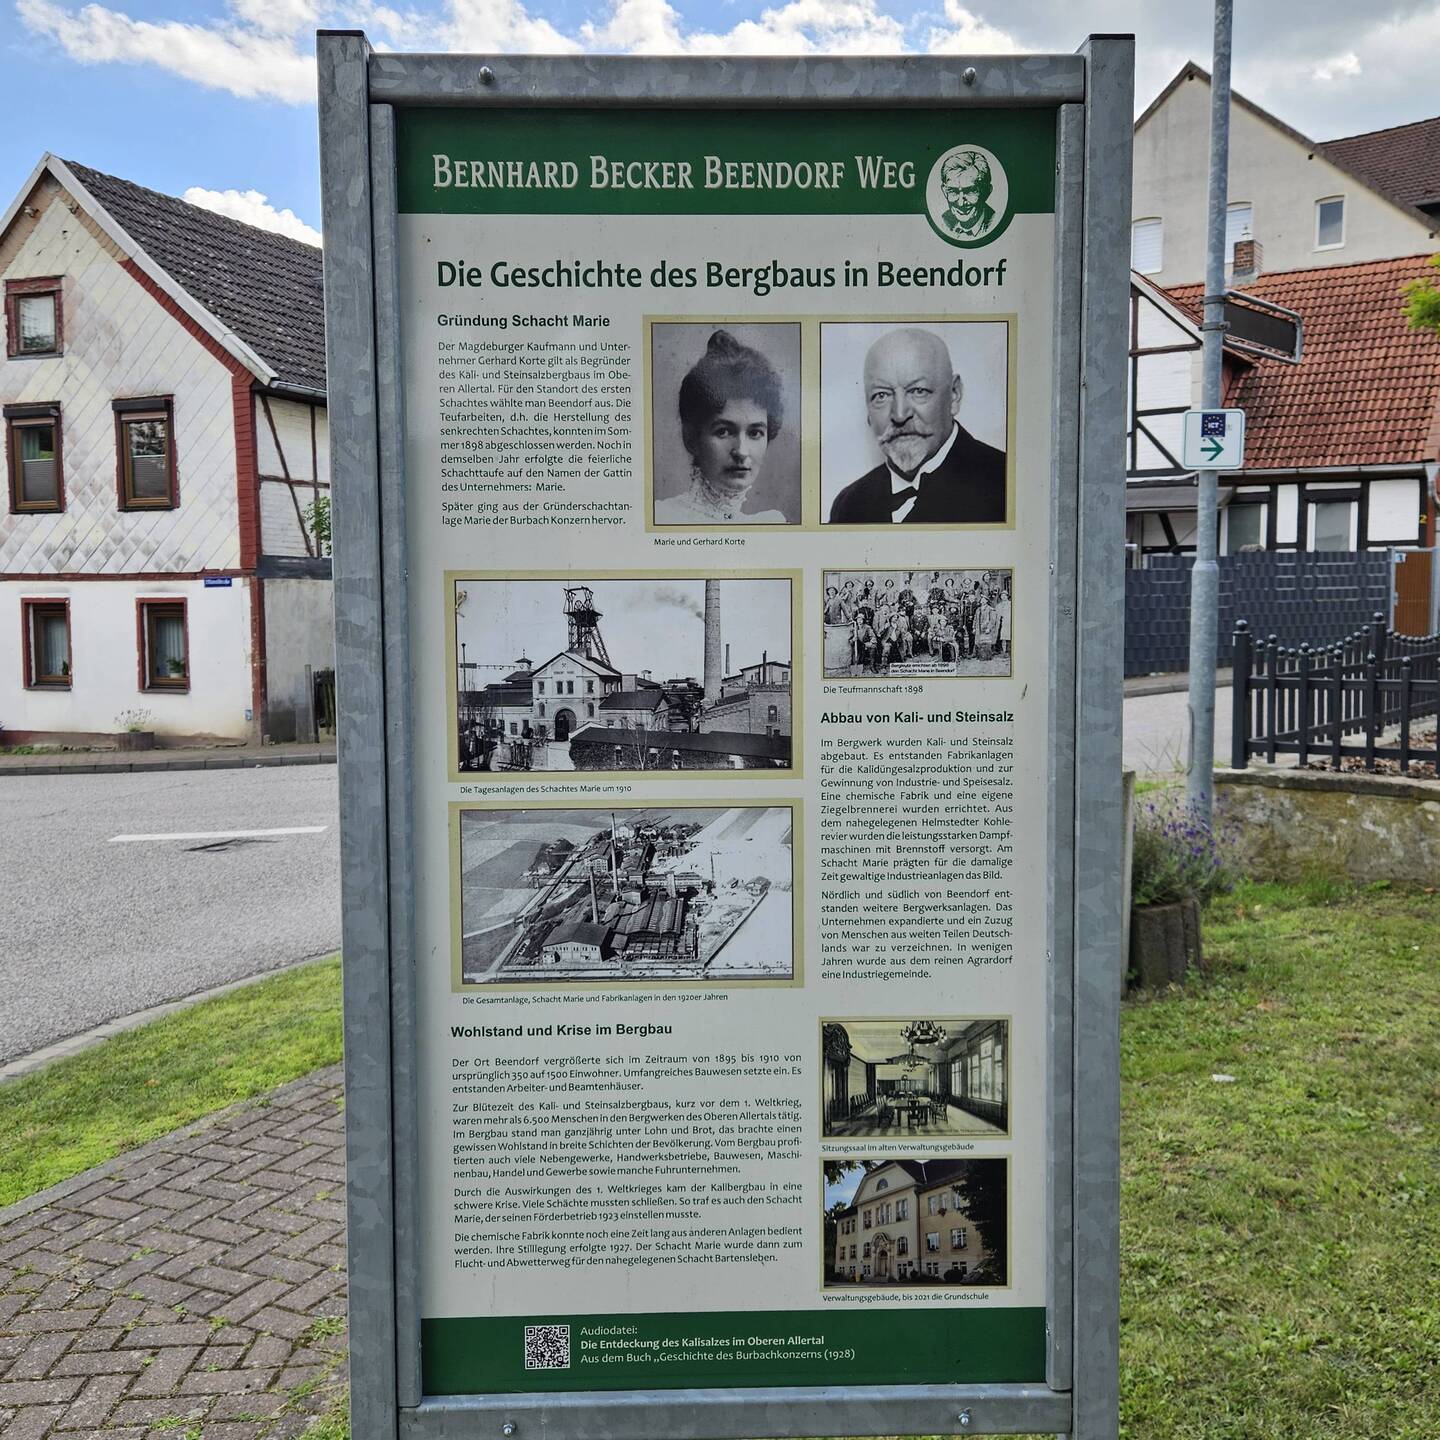 BERNHARD BECKER BEENDORF WEG
Die Geschichte des Bergbaus in Beendorf
Gründung Schacht Marie
Der Magdeburger Kaufmann und Unter-
nehmer Gerhard Korte gilt als Begründer
des Kali- und Steinsalzbergbaus im Obe-
ren Allertal. Für den Standort des ersten
Schachtes wählte man Beendorf aus. Die
Teufarbeiten, d.h. die Herstellung des
senkrechten Schachtes, konnten im Som-
mer 1898 abgeschlossen werden. Noch in
demselben Jahr erfolgte die feierliche
Schachttaufe auf den Namen der Gattin
des Unternehmers: Marie.
Später ging aus der Gründerschachtan-
lage Marie der Burbach Konzern hervor.
Marie und Gerhard Korte
Die Tagesanlagen des Schachtes Marie um 1910
Bergleute errichten ab 1896
den Schacht Marie in Beendorf
Die Teufmannschaft 1898
Abbau von Kali- und Steinsalz
Im Bergwerk wurden Kali- und Steinsalz
abgebaut. Es entstanden Fabrikanlagen
für die Kalidüngesalzproduktion und zur
Gewinnung von Industrie- und Speisesalz.
Eine chemische Fabrik und eine eigene
Ziegelbrennerei wurden errichtet. Aus
dem nahegelegenen Helmstedter Kohle-
revier wurden die leistungsstarken Dampf-
maschinen mit Brennstoff versorgt. Am
Schacht Marie prägten für die damalige
Zeit gewaltige Industrieanlagen das Bild.
Nördlich und südlich von Beendorf ent-
standen weitere Bergwerksanlagen. Das
Unternehmen expandierte und ein Zuzug
von Menschen aus weiten Teilen Deutsch-
lands war zu verzeichnen. In wenigen
Jahren wurde aus dem reinen Agrardorf
eine Industriegemeinde.
Die Gesamtanlage, Schacht Marie und Fabrikanlagen in den 1920er Jahren
Wohlstand und Krise im Bergbau
Der Ort Beendorf vergrößerte sich im Zeitraum von 1895 bis 1910 von
ursprünglich 350 auf 1500 Einwohner. Umfangreiches Bauwesen setzte ein. Es
entstanden Arbeiter- und Beamtenhäuser.
Zur Blütezeit des Kali- und Steinsalzbergbaus, kurz vor dem 1. Weltkrieg,
waren mehr als 6.500 Menschen in den Bergwerken des Oberen Allertals tätig.
Im Bergbau stand man ganzjährig unter Lohn und Brot, das brachte einen
gewissen Wohlstand in breite Schichten der Bevölkerung. Vom Bergbau profi-
tierten auch viele Nebengewerke, Handwerksbetriebe, Bauwesen, Maschi-
nenbau, Handel und Gewerbe sowie manche Fuhrunternehmen.
Durch die Auswirkungen des 1. Weltkrieges kam der Kalibergbau in eine
schwere Krise. Viele Schächte mussten schließen. So traf es auch den Schacht
Marie, der seinen Förderbetrieb 1923 einstellen musste.
Die chemische Fabrik konnte noch eine Zeit lang aus anderen Anlagen bedient
werden. Ihre Stilllegung erfolgte 1927. Der Schacht Marie wurde dann zum
Flucht- und Abwetterweg für den nahegelegenen Schacht Bartensleben.
Sitzungssaal im alten Verwaltungsgebäude
Verwaltungsgebäude, bis 2021 die Grundschule
Audiodatei:
Die Entdeckung des Kalisalzes im Oberen Allertal
Aus dem Buch „Geschichte des Burbachkonzerns (1928)
ICT
2